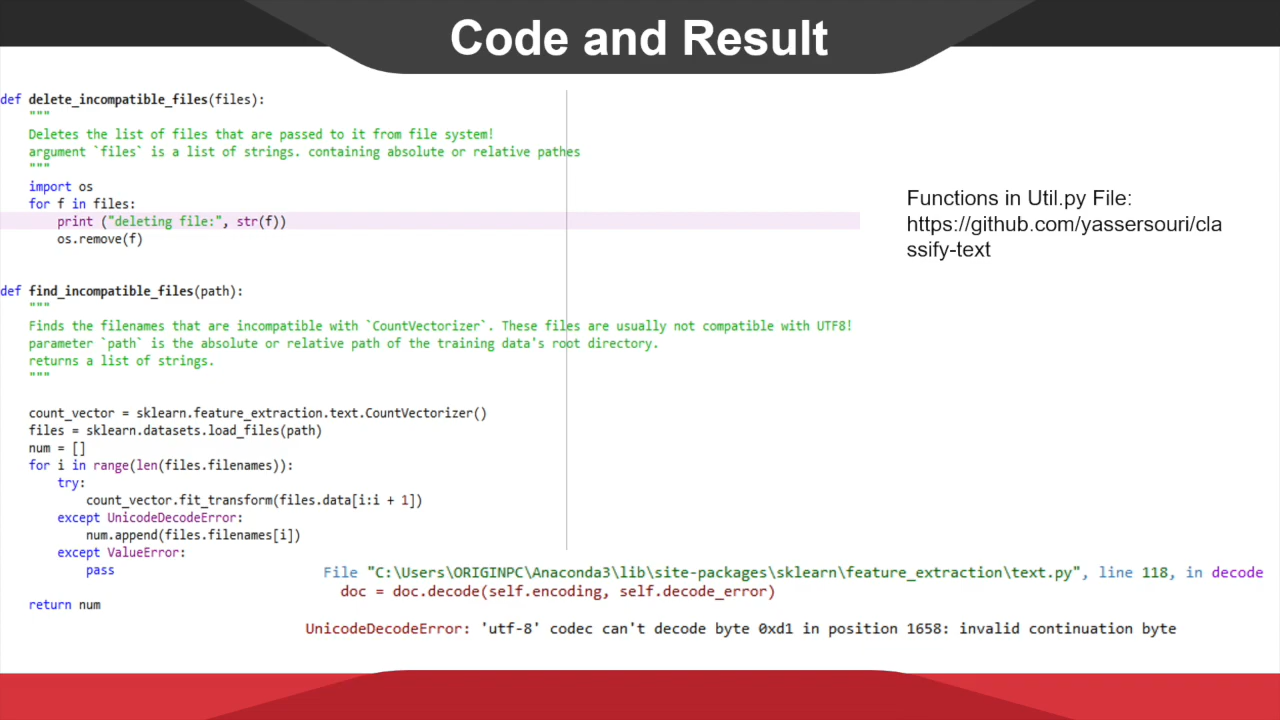 Code and Result
def delete_incompatible_files(files):
    """
    Deletes the list of files that are passed to it from file system!
    argument `files` is a list of strings. containing absolute or relative pathes
    """
    import os
    for f in files:
        print ("deleting file:", str(f))
        os.remove(f)
def find_incompatible_files(path):
    """
    Finds the filenames that are incompatible with `CountVectorizer`. These files are usually not compatible with UTF8!
    parameter `path` is the absolute or relative path of the training data's root directory.
    returns a list of strings.
    """
    count_vector = sklearn.feature_extraction.text.CountVectorizer()
    files = sklearn.datasets.load_files(path)
    num = []
    for i in range(len(files.filenames)):
        try:
            count_vector.fit_transform(files.data[i:i + 1])
        except UnicodeDecodeError:
            num.append(files.filenames[i])
        except ValueError:
            pass
    return num
Functions in Util.py File:
https://github.com/yassersouri/cla
ssify-text
File "C:\Users\ORIGINPC\Anaconda3\lib\site-packages\sklearn\feature_extraction\text.py", line 118, in decode
    doc = doc.decode(self.encoding, self.decode_error)
UnicodeDecodeError: 'utf-8' codec can't decode byte 0xd1 in position 1658: invalid continuation byte